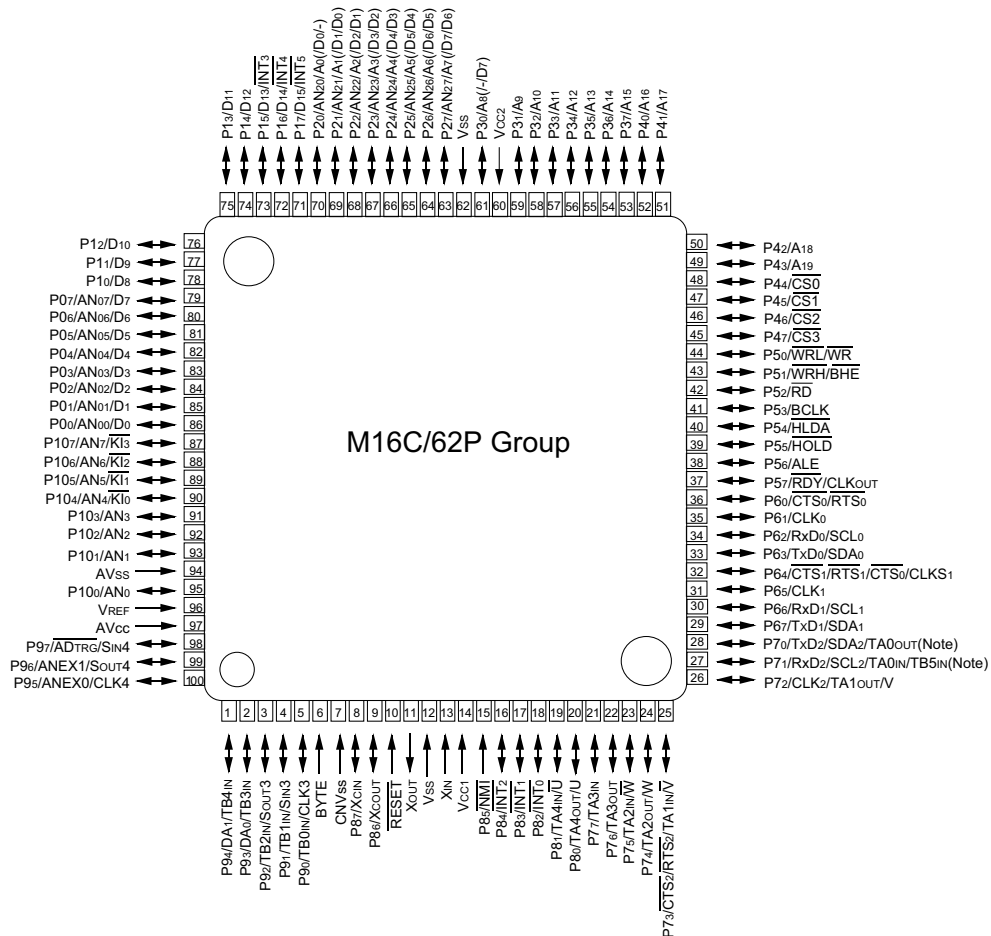 P13/D11
P14/D12
P15/D13/INT3
P16/D14/INT4
P17/D15/INT5
P20/AN20/A0(/D0/-)
P21/AN21/A1(/D1/D0)
P22/AN22/A2(/D2/D1)
P23/AN23/A3(/D3/D2)
P24/AN24/A4(/D4/D3)
P25/AN25/A5(/D5/D4)
P26/AN26/A6(/D6/D5)
P27/AN27/A7(/D7/D6)
Vss
P30/A8(/-/D7)
VCC2
P31/A9
P32/A10
P33/A11
P34/A12
P35/A13
P36/A14
P37/A15
P40/A16
P41/A17
75 74 73 72 71 70 69 68 67 66 65 64 63 62 61 60 59 58 57 56 55 54 53 52 51
P12/D10 76
P11/D9 77
P10/D8 78
P07/AN07/D7 79
P06/AN06/D6 80
P05/AN05/D5 81
P04/AN04/D4 82
P03/AN03/D3 83
P02/AN02/D2 84
P01/AN01/D1 85
P00/AN00/D0 86
P107/AN7/KI3 87
P106/AN6/KI2 88
P105/AN5/KI1 89
P104/AN4/KI0 90
P103/AN3 91
P102/AN2 92
P101/AN1 93
AVSS 94
P100/AN0 95
VREF 96
AVcc 97
P97/ADTRG/SIN4 98
P96/ANEX1/SOUT4 99
P95/ANEX0/CLK4 100
M16C/62P Group
50 P42/A18
49 P43/A19
48 P44/CS0
47 P45/CS1
46 P46/CS2
45 P47/CS3
44 P50/WRL/WR
43 P51/WRH/BHE
42 P52/RD
41 P53/BCLK
40 P54/HLDA
39 P55/HOLD
38 P56/ALE
37 P57/RDY/CLKOUT
36 P60/CTS0/RTS0
35 P61/CLK0
34 P62/RxD0/SCL0
33 P63/TxD0/SDA0
32 P64/CTS1/RTS1/CTS0/CLKS1
31 P65/CLK1
30 P66/RxD1/SCL1
29 P67/TxD1/SDA1
28 P70/TxD2/SDA2/TA0OUT(Note)
27 P71/RxD2/SCL2/TA0IN/TB5IN(Note)
26 P72/CLK2/TA1OUT/V
1 2 3 4 5 6 7 8 9 10 11 12 13 14 15 16 17 18 19 20 21 22 23 24 25
P94/DA1/TB4IN
P93/DA0/TB3IN
P92/TB2IN/SOUT3
P91/TB1IN/SIN3
P90/TB0IN/CLK3
BYTE
CNVss
P87/XCIN
P86/XCOUT
RESET
XOUT
Vss
XIN
VCC1
P85/NMI
P84/INT2
P83/INT1
P82/INT0
P81/TA4IN/U
P80/TA4OUT/U
P77/TA3IN
P76/TA3OUT
P75/TA2IN/W
P74/TA2OUT/W
P73/CTS2/RTS2/TA1IN/V